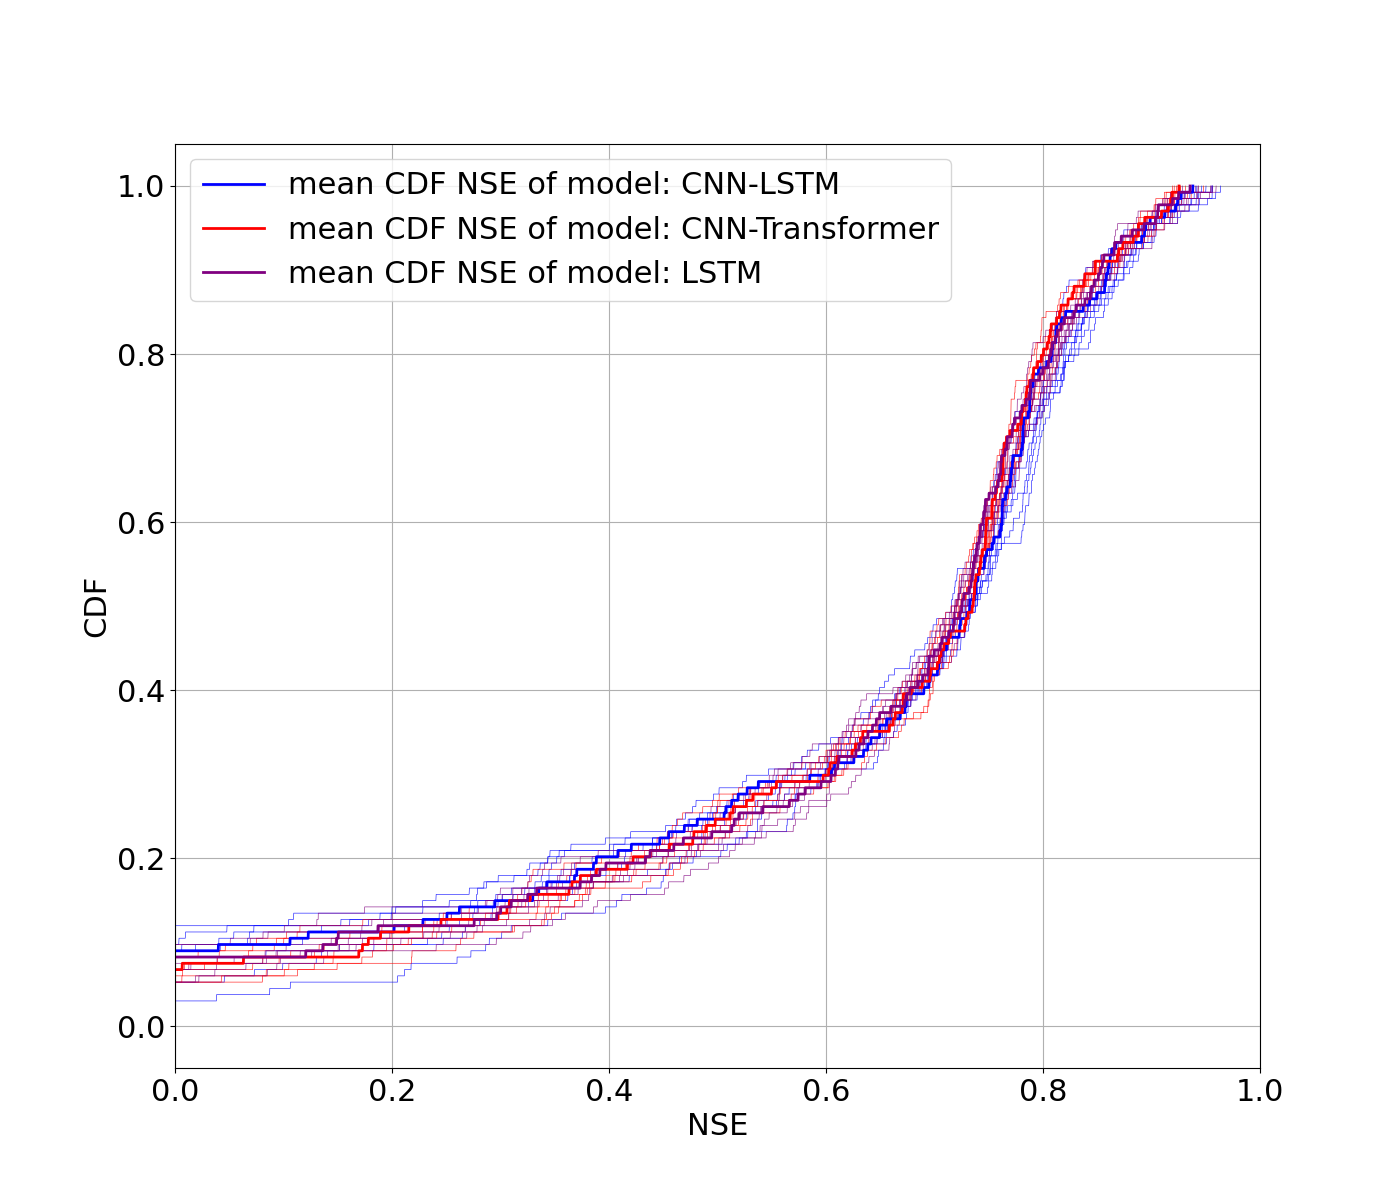 mean CDF NSE of model: CNN-LSTM
mean CDF NSE of model: CNN-Transformer
mean CDF NSE of model: LSTM
1.0
0.8
0.6
0.4
0.2
0.0
CDF
0.0 0.2 0.4 0.6 0.8 1.0
NSE